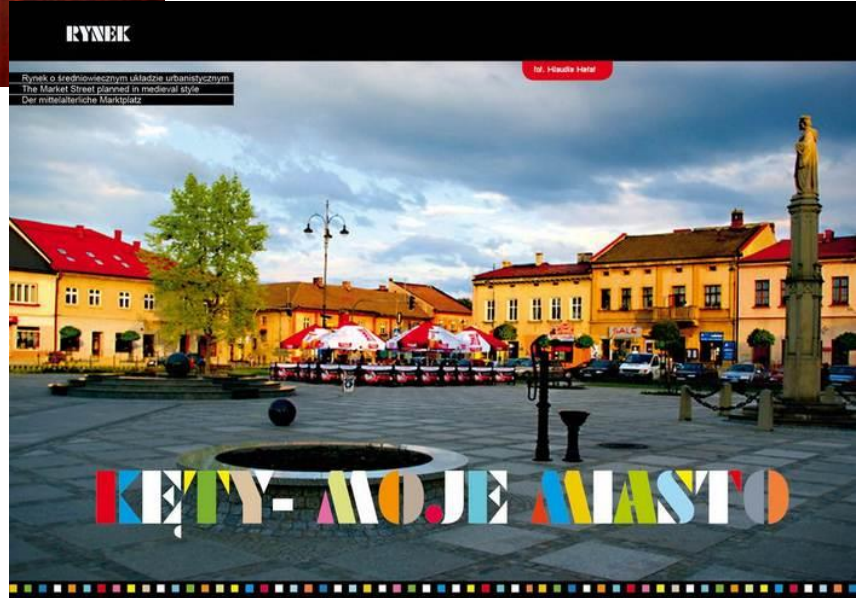 RYNEK
Rynek o średniowiecznym układzie urbanistycznym
The Market Street planned in medieval style
Der mittelalterliche Marktplatz
fot. Klaudia Hatal
SALE
KĘTY- MOJE MIASTO